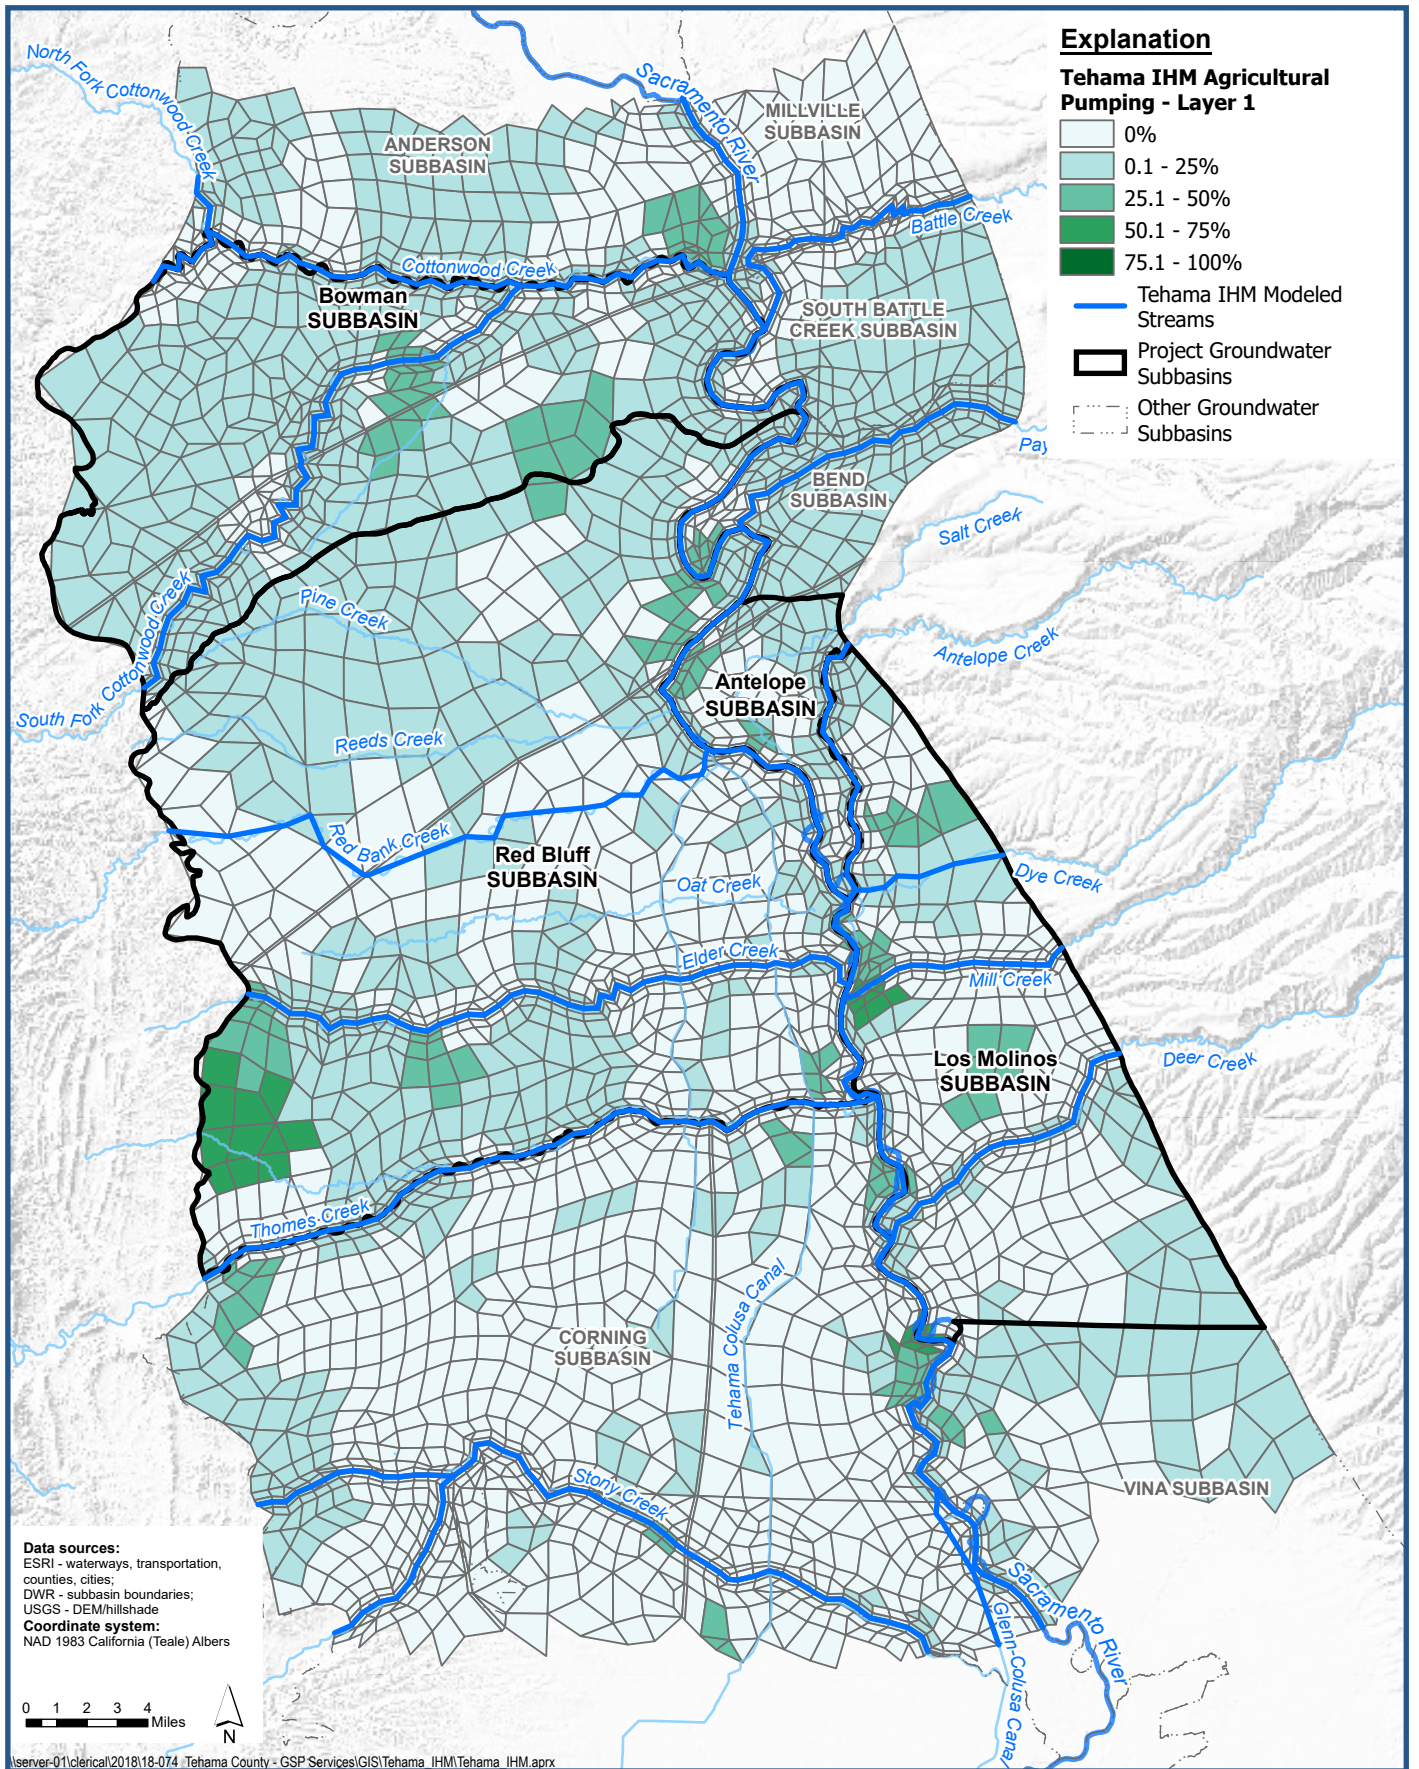 Explanation
Tehama IHM Agricultural
Pumping - Layer 1
0%
0.1 - 25%
25.1 - 50%
50.1 - 75%
75.1 - 100%
Tehama IHM Modeled
Streams
Project Groundwater
Subbasins
Other Groundwater
Subbasins
North Fork Cottonwood Creek
Sacramento River
MILLVILLE
SUBBASIN
ANDERSON
SUBBASIN
Battle Creek
Cottonwood Creek
Bowman
SUBBASIN
SOUTH BATTLE
CREEK SUBBASIN
Pay
BEND
SUBBASIN
Salt Creek
Pine Creek
Antelope Creek
South Fork Cottonwood Creek
Antelope
SUBBASIN
Reeds Creek
Red Bank Creek
Red Bluff
SUBBASIN
Oat Creek
Dye Creek
Elder Creek
Mill Creek
Los Molinos
SUBBASIN
Deer Creek
Thomes Creek
Tehama Colusa Canal
CORNING
SUBBASIN
Stony Creek
VINA SUBBASIN
Sacramento River
Glenn-Colusa Canal
Data sources:
ESRI - waterways, transportation,
counties, cities;
DWR - subbasin boundaries;
USGS - DEM/hillshade
Coordinate system:
NAD 1983 California (Teale) Albers
0 1 2 3 4
Miles
N
\\server-01\clerical\2018\18-074_Tehama County - GSP Services\GIS\Tehama_IHM\Tehama_IHM.aprx